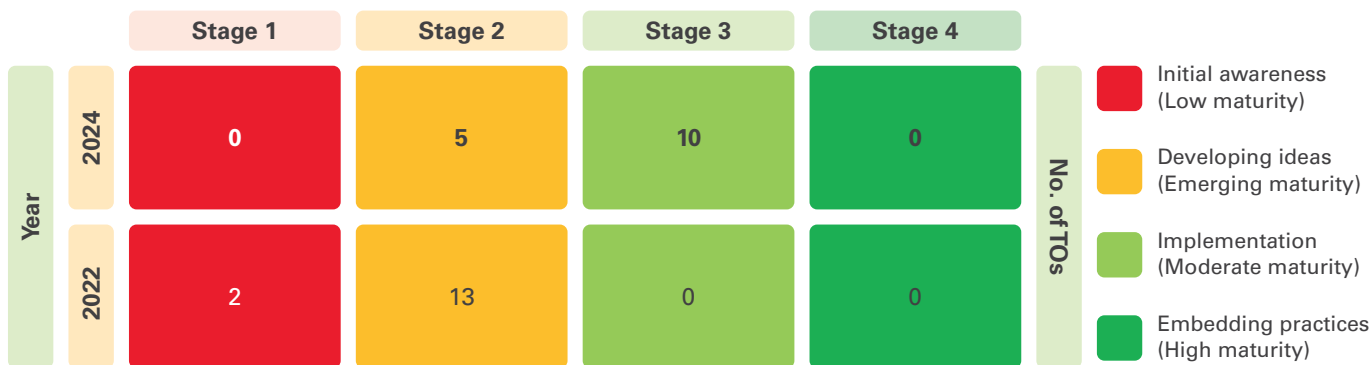 Stage 1 Stage 2 Stage 3 Stage 4
Year
2024
0 5 10 0
2022
2 13 0 0
No. of TOs
Initial awareness
(Low maturity)
Developing ideas
(Emerging maturity)
Implementation
(Moderate maturity)
Embedding practices
(High maturity)